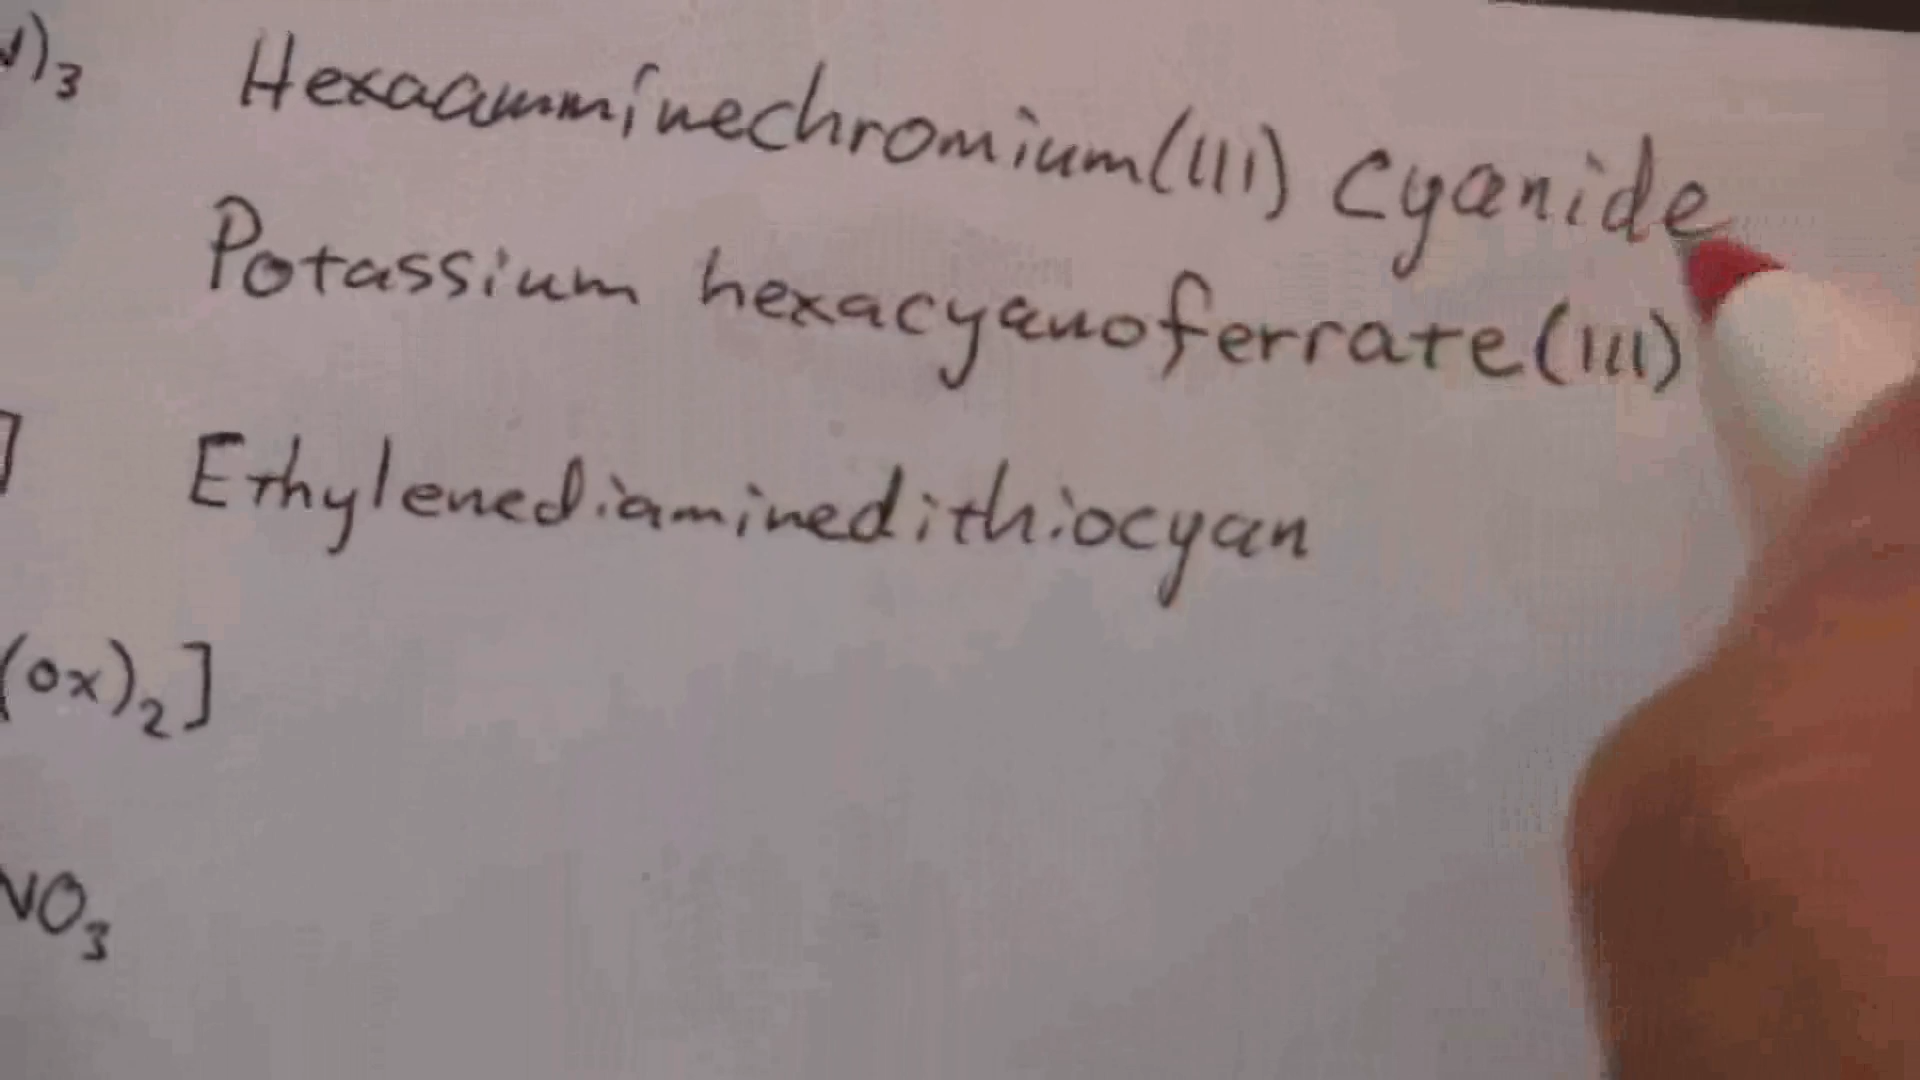 )3 Hexaamminechromium(III) Cyanide
Potassium hexacyanoferrate(III)
] Ethylenediaminedithiocyan
(ox)2]
NO3